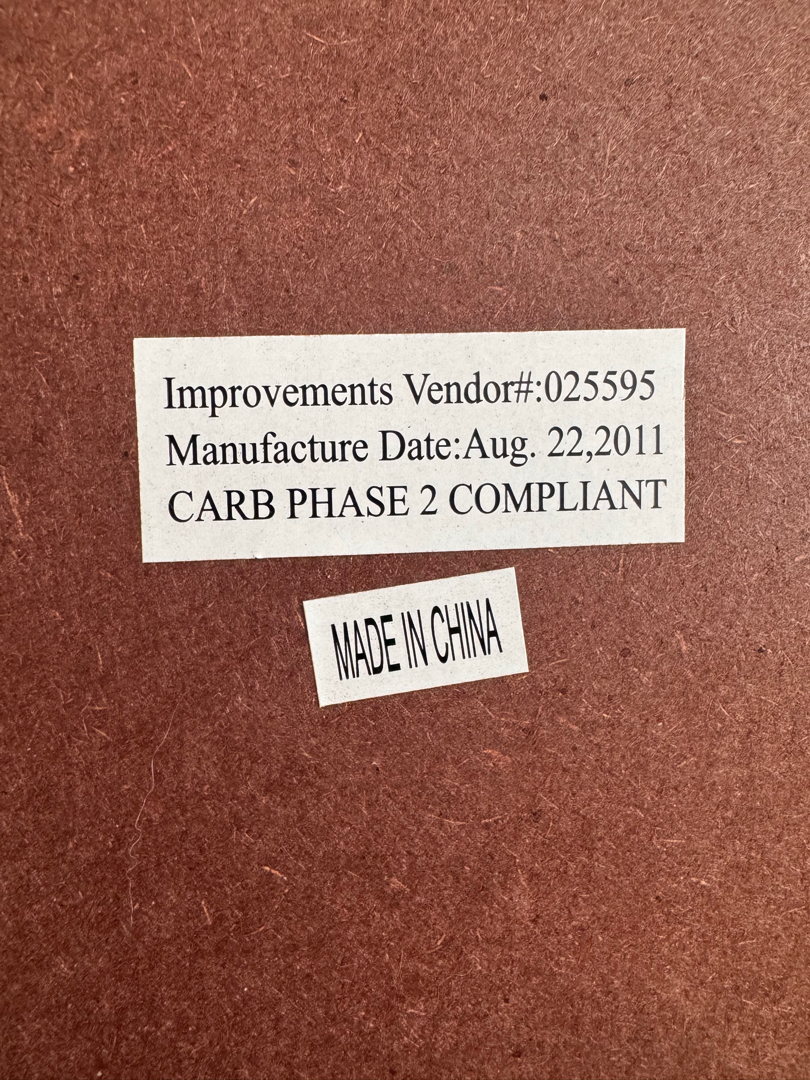 Improvements Vendor#:025595
Manufacture Date:Aug. 22,2011
CARB PHASE 2 COMPLIANT
MADE IN CHINA